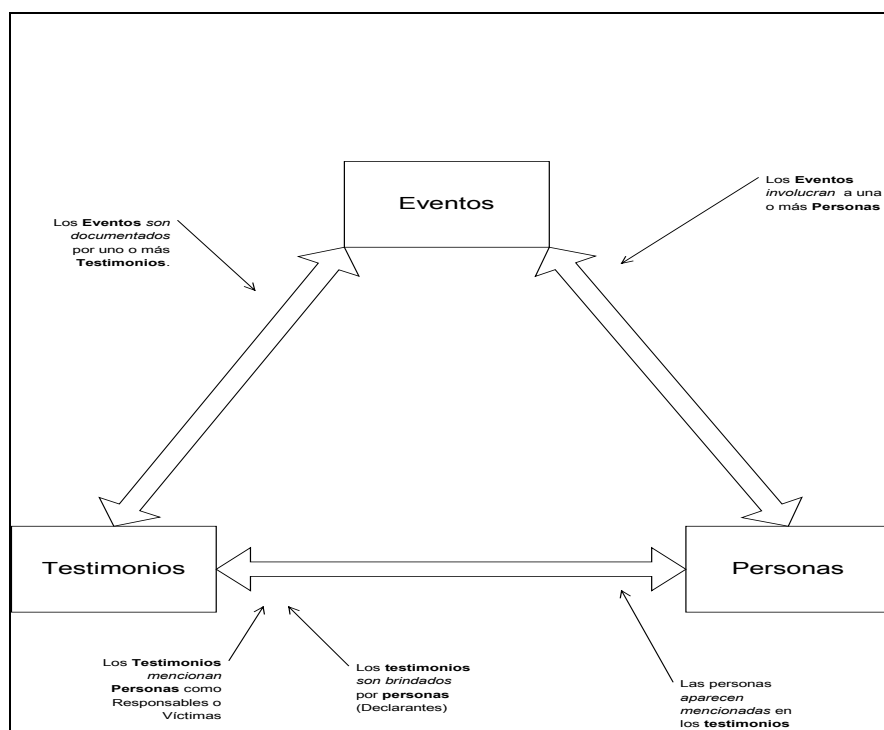 Eventos
Los Eventos
involucran a una
o más Personas
Los Eventos son
documentados
por uno o más
Testimonios.
Testimonios
Personas
Los Testimonios
mencionan
Personas como
Responsables o
Víctimas
Los testimonios
son brindados
por personas
(Declarantes)
Las personas
aparecen
mencionadas en
los testimonios